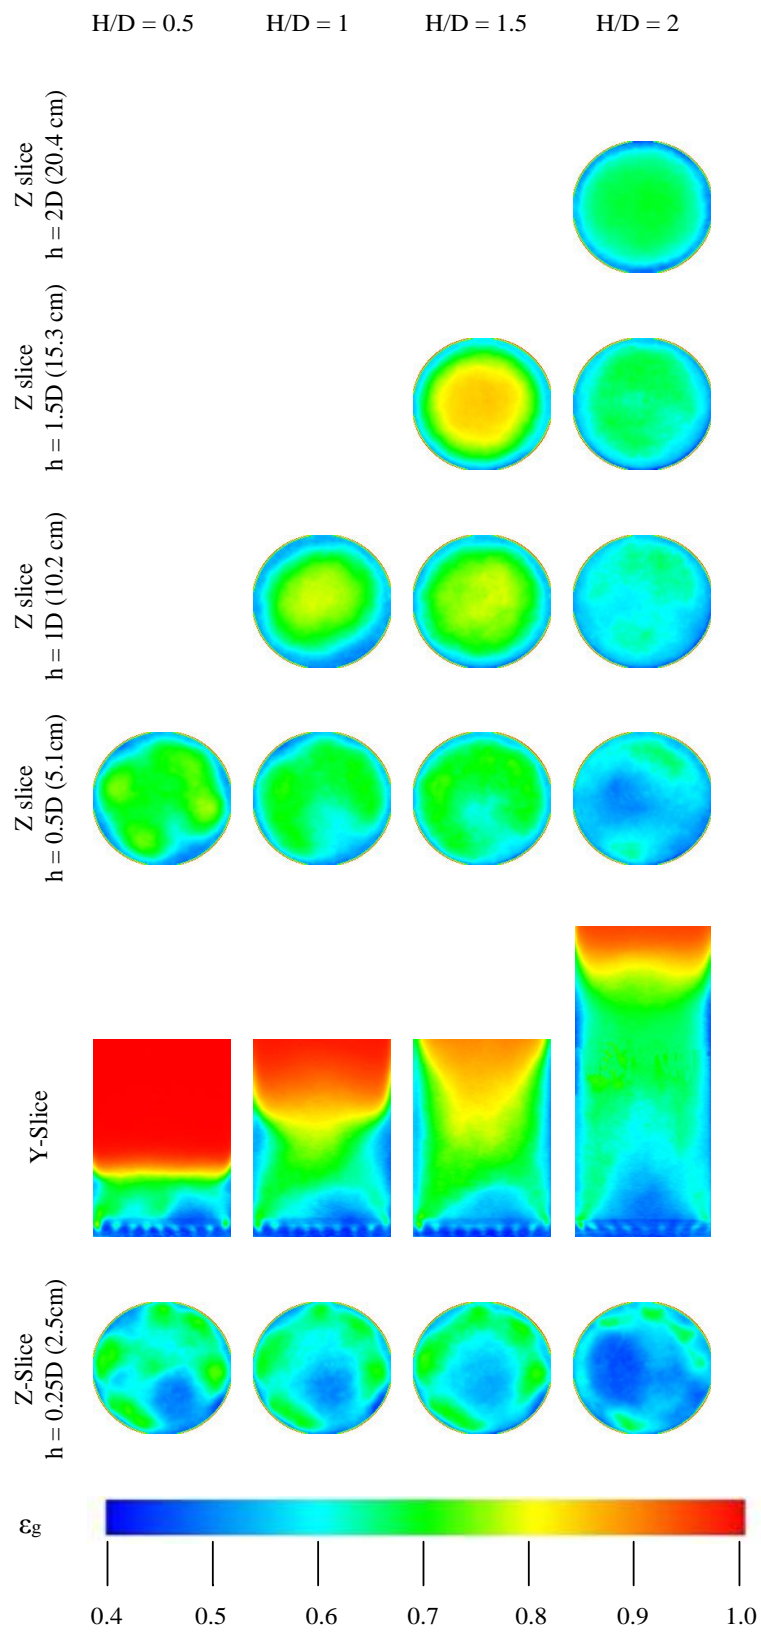 H/D = 0.5 H/D = 1 H/D = 1.5 H/D = 2
Z slice
h = 2D (20.4 cm)
Z slice
h = 1.5D (15.3 cm)
Z slice
h = 1D (10.2 cm)
Z slice
h = 0.5D (5.1cm)
Y-Slice
Z-Slice
h = 0.25D (2.5cm)
εg
0.4 0.5 0.6 0.7 0.8 0.9 1.0